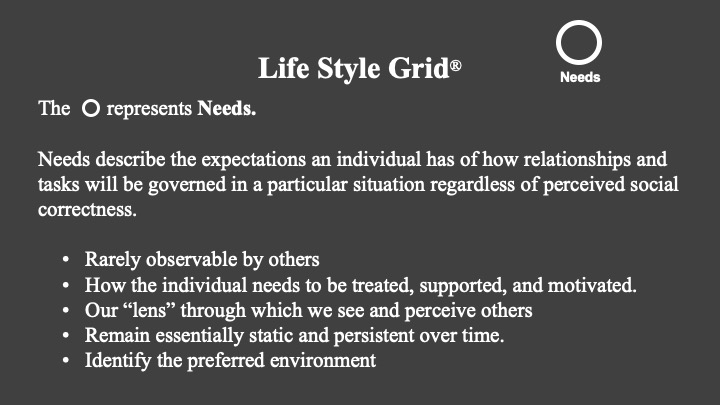 Needs
Life Style Grid®
The represents Needs.
Needs describe the expectations an individual has of how relationships and
tasks will be governed in a particular situation regardless of perceived social
correctness.
• Rarely observable by others
• How the individual needs to be treated, supported, and motivated.
• Our “lens” through which we see and perceive others
• Remain essentially static and persistent over time.
• Identify the preferred environment